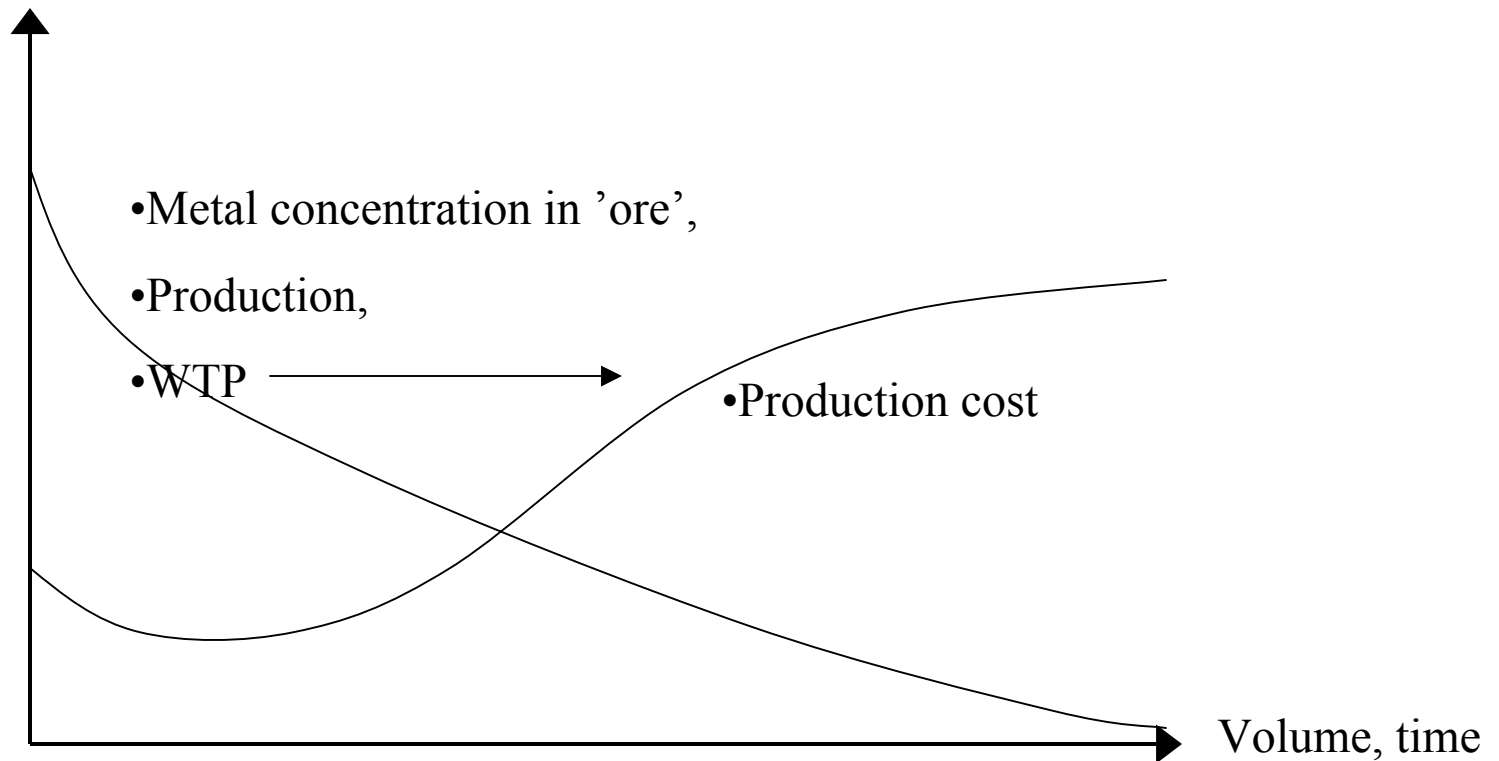 •Metal concentration in ’ore’,
•Production,
•WTP
•Production cost
Volume, time